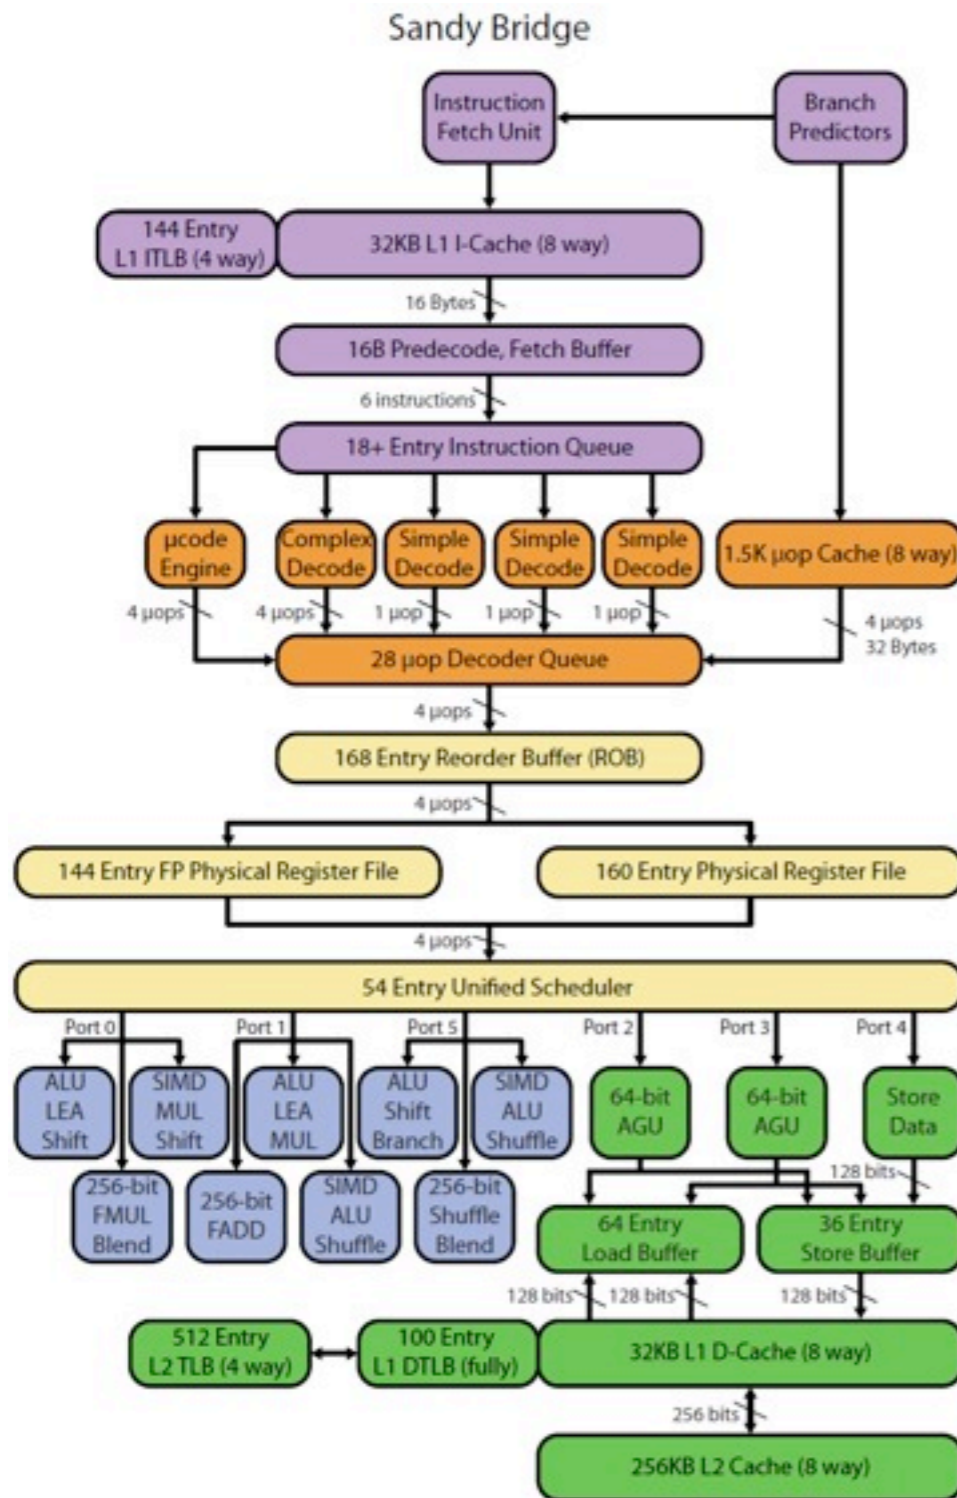 Sandy Bridge
Instruction
Fetch Unit
Branch
Predictors
144 Entry
L1 ITLB (4 way)
32KB L1 I-Cache (8 way)
16 Bytes
16B Predecode, Fetch Buffer
6 instructions
18+ Entry Instruction Queue
µcode
Engine
Complex
Decode
Simple
Decode
Simple
Decode
Simple
Decode
1.5K µop Cache (8 way)
4 µops
4 µops
1 µop
1 µop
1 µop
4 µops
32 Bytes
28 µop Decoder Queue
4 µops
168 Entry Reorder Buffer (ROB)
4 µops
144 Entry FP Physical Register File
160 Entry Physical Register File
4 µops
54 Entry Unified Scheduler
Port 0
Port 1
Port 5
Port 2
Port 3
Port 4
ALU
LEA
Shift
SIMD
MUL
Shift
ALU
LEA
MUL
ALU
Shift
Branch
SIMD
ALU
Shuffle
64-bit
AGU
64-bit
AGU
Store
Data
128 bits
256-bit
FMUL
Blend
256-bit
FADD
SIMD
ALU
Shuffle
256-bit
Shuffle
Blend
64 Entry
Load Buffer
36 Entry
Store Buffer
128 bits
128 bits
128 bits
512 Entry
L2 TLB (4 way)
100 Entry
L1 DTLB (fully)
32KB L1 D-Cache (8 way)
256 bits
256KB L2 Cache (8 way)